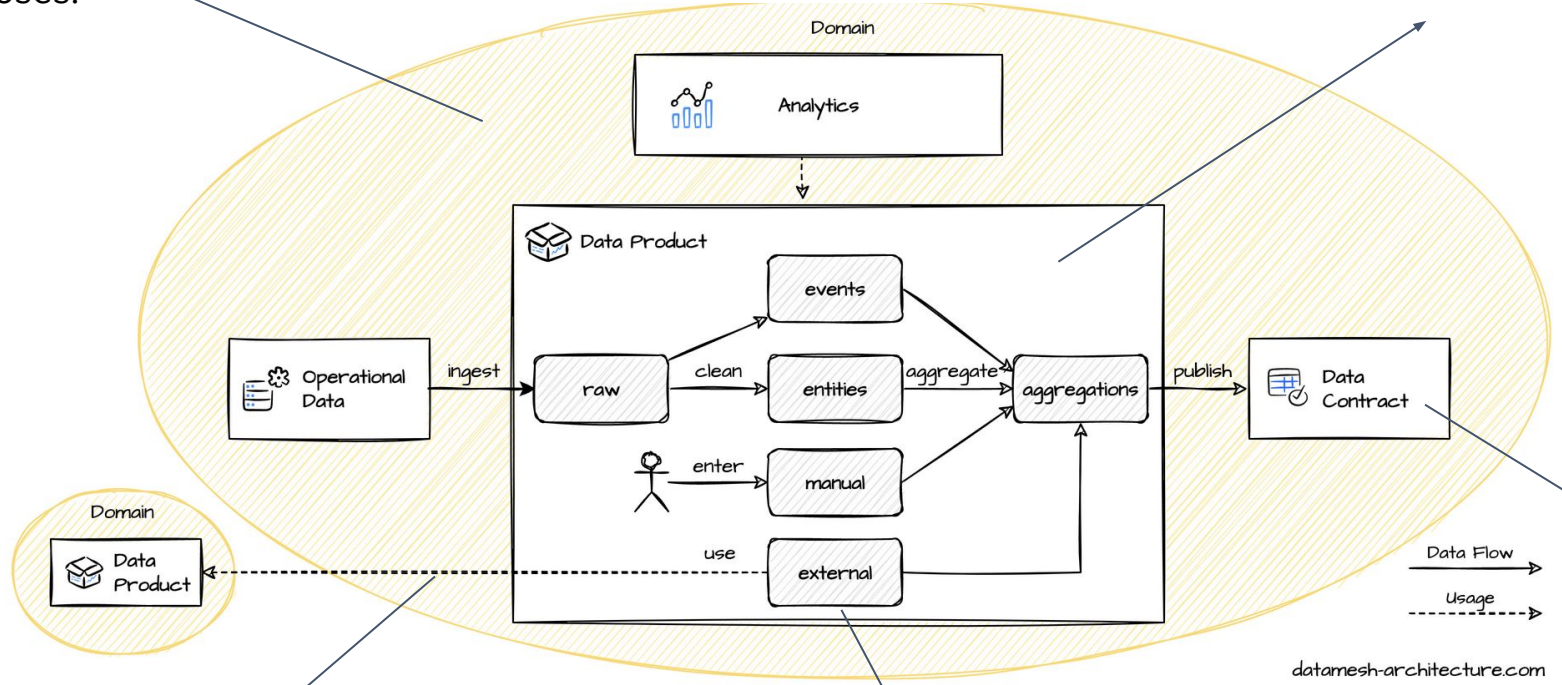 Domain
Analytics
Data Product
events
Operational
Data
ingest
raw
clean
entities
aggregate
aggregations
publish
Data
Contract
enter
manual
Domain
Data
Product
use
external
Data Flow
Usage
datamesh-architecture.com